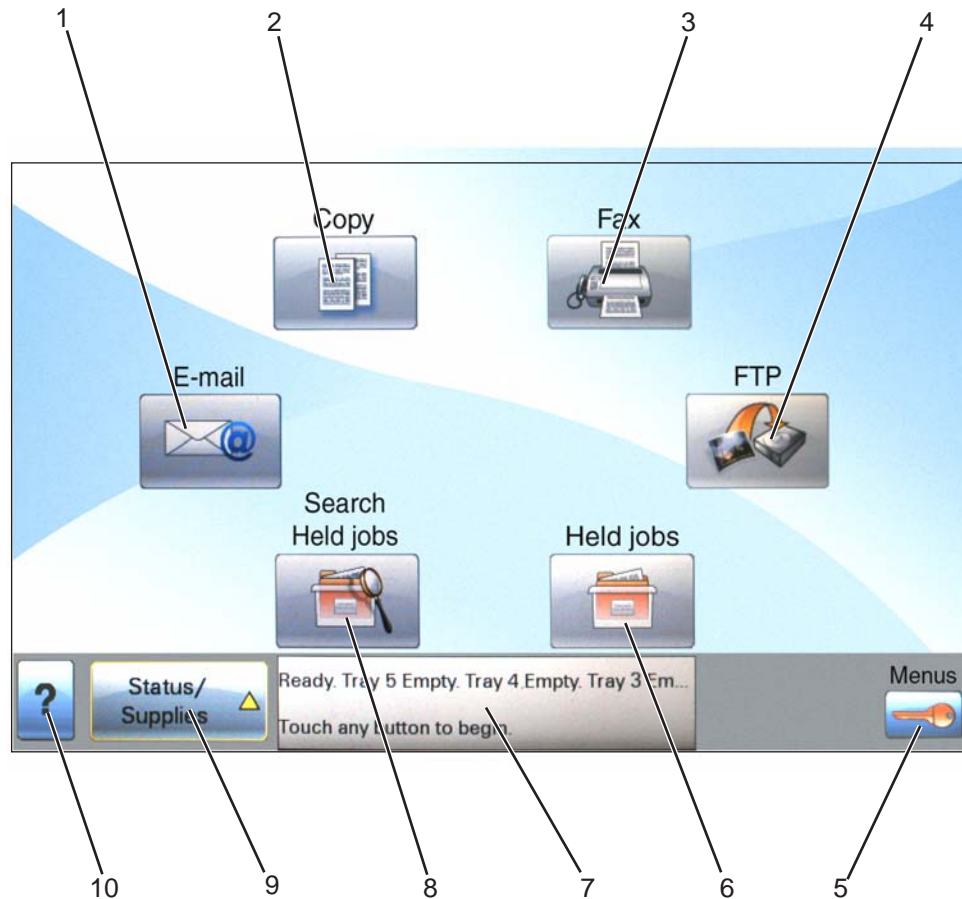 1
2
3
4
Copy
Fax
E-mail
@
FTP
Search
Held jobs
Held jobs
?
Status/
Supplies
Ready. Tray 5 Empty. Tray 4 Empty. Tray 3 Em...
Touch any button to begin.
Menus
10
9
8
7
6
5